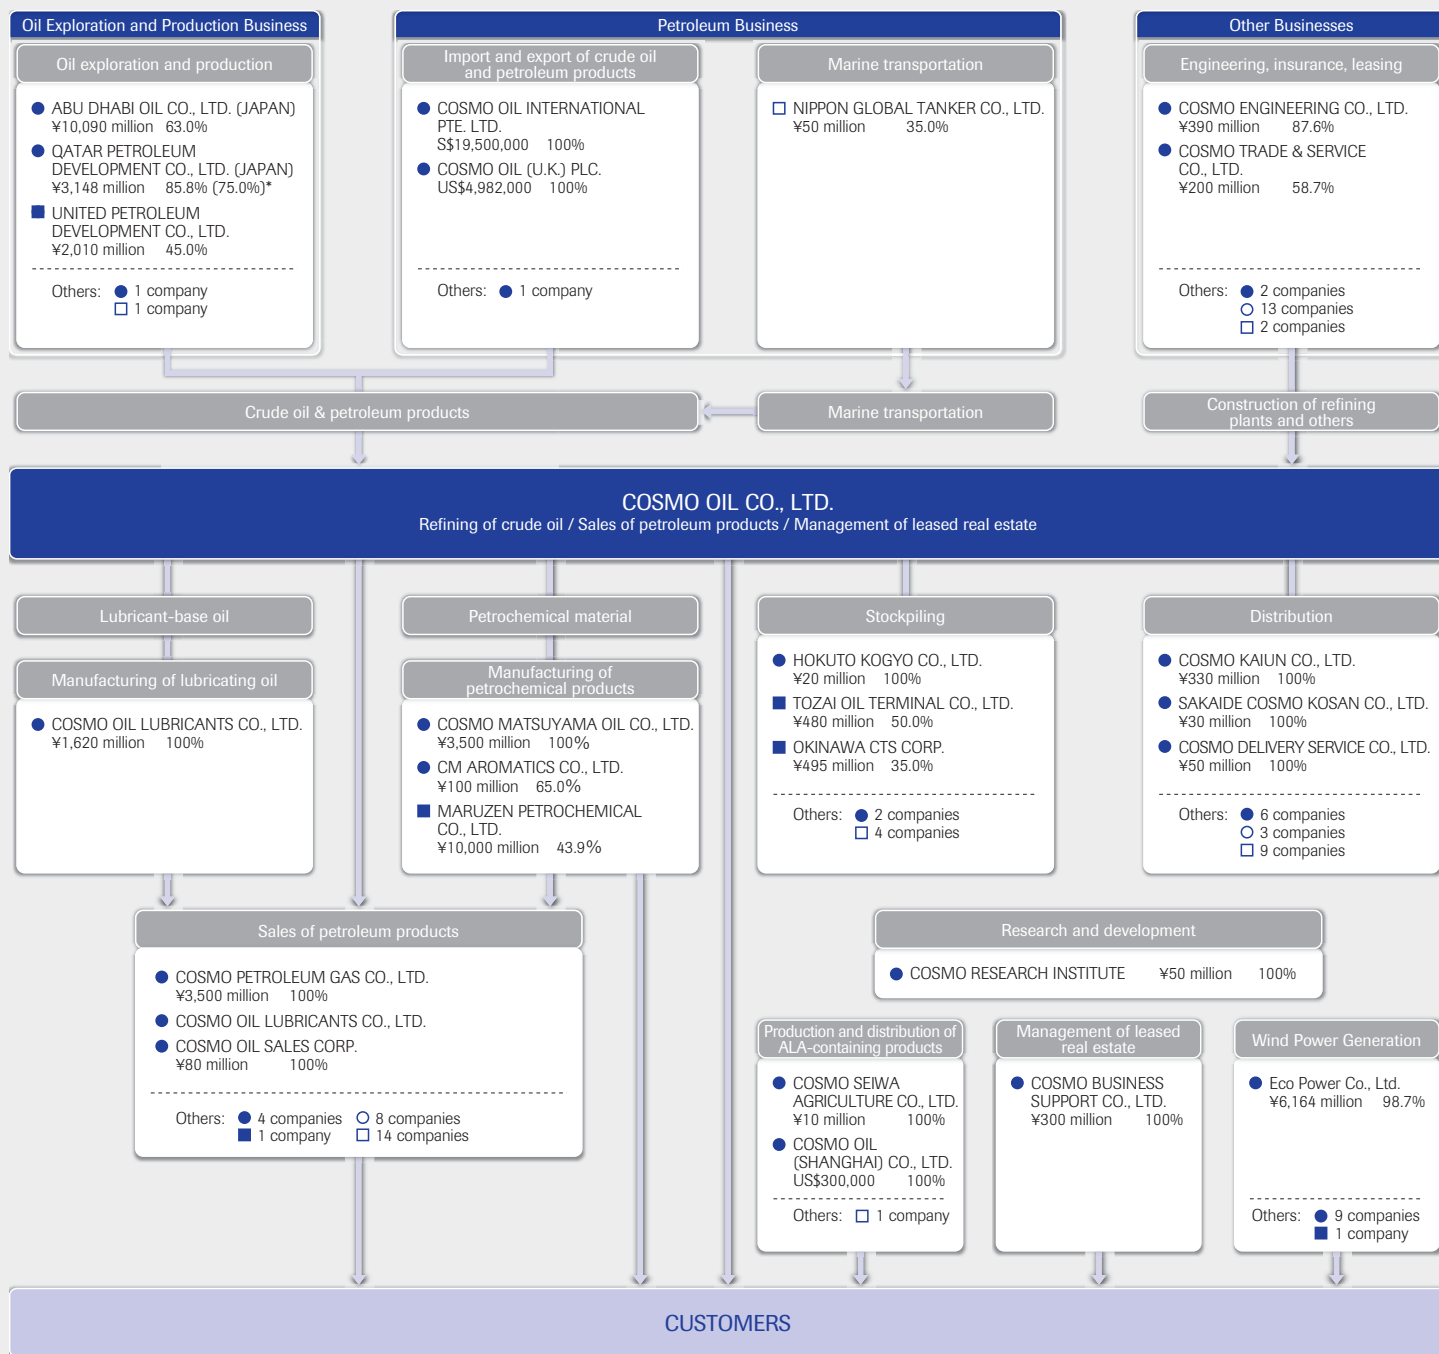 Oil Exploration and Production Business
Oil exploration and production
ABU DHABI OIL CO., LTD. (JAPAN)
¥10,090 million 63.0%
QATAR PETROLEUM
DEVELOPMENT CO., LTD. (JAPAN)
¥3,148 million 85.8% (75.0%)*
UNITED PETROLEUM
DEVELOPMENT CO., LTD.
¥2,010 million 45.0%
Others: 1 company
1 company
Petroleum Business
Import and export of crude oil
and petroleum products
COSMO OIL INTERNATIONAL
PTE. LTD.
S$19,500,000 100%
COSMO OIL (U.K.) PLC.
US$4,982,000 100%
Others: 1 company
Marine transportation
NIPPON GLOBAL TANKER CO., LTD.
¥50 million 35.0%
Other Businesses
Engineering, insurance, leasing
COSMO ENGINEERING CO., LTD.
¥390 million 87.6%
COSMO TRADE & SERVICE
CO., LTD.
¥200 million 58.7%
Others: 2 companies
13 companies
2 companies
Crude oil & petroleum products
Marine transportation
Construction of refining
plants and others
COSMO OIL CO., LTD.
Refining of crude oil / Sales of petroleum products / Management of leased real estate
Lubricant-base oil
Manufacturing of lubricating oil
COSMO OIL LUBRICANTS CO., LTD.
¥1,620 million 100%
Petrochemical material
Manufacturing of
petrochemical products
COSMO MATSUYAMA OIL CO., LTD.
¥3,500 million 100%
CM AROMATICS CO., LTD.
¥100 million 65.0%
MARUZEN PETROCHEMICAL
CO., LTD.
¥10,000 million 43.9%
Stockpiling
HOKUTO KOGYO CO., LTD.
¥20 million 100%
TOZAI OIL TERMINAL CO., LTD.
¥480 million 50.0%
OKINAWA CTS CORP.
¥495 million 35.0%
Others: 2 companies
4 companies
Distribution
COSMO KAIUN CO., LTD.
¥330 million 100%
SAKAIDE COSMO KOSAN CO., LTD.
¥30 million 100%
COSMO DELIVERY SERVICE CO., LTD.
¥50 million 100%
Others: 6 companies
3 companies
9 companies
Sales of petroleum products
COSMO PETROLEUM GAS CO., LTD.
¥3,500 million 100%
COSMO OIL LUBRICANTS CO., LTD.
COSMO OIL SALES CORP.
¥80 million 100%
Others: 4 companies 8 companies
1 company 14 companies
Research and development
COSMO RESEARCH INSTITUTE ¥50 million 100%
Production and distribution of
ALA-containing products
COSMO SEIWA
AGRICULTURE CO., LTD.
¥10 million 100%
COSMO OIL
(SHANGHAI) CO., LTD.
US$300,000 100%
Others: 1 company
Management of leased
real estate
COSMO BUSINESS
SUPPORT CO., LTD.
¥300 million 100%
Wind Power Generation
Eco Power Co., Ltd.
¥6,164 million 98.7%
Others: 9 companies
1 company
CUSTOMERS